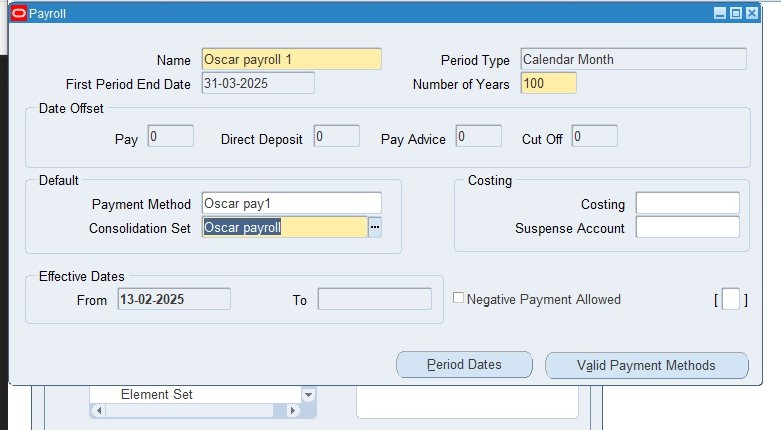 Payroll
Name Oscar payroll 1 Period Type Calendar Month
First Period End Date 31-03-2025 Number of Years 100
Date Offset
Pay 0 Direct Deposit 0 Pay Advice 0 Cut Off 0
Default Costing
Payment Method Oscar pay1 Costing
Consolidation Set Oscar payroll ... Suspense Account
Effective Dates
From 13-02-2025 To Negative Payment Allowed [ ]
Period Dates Valid Payment Methods
Element Set